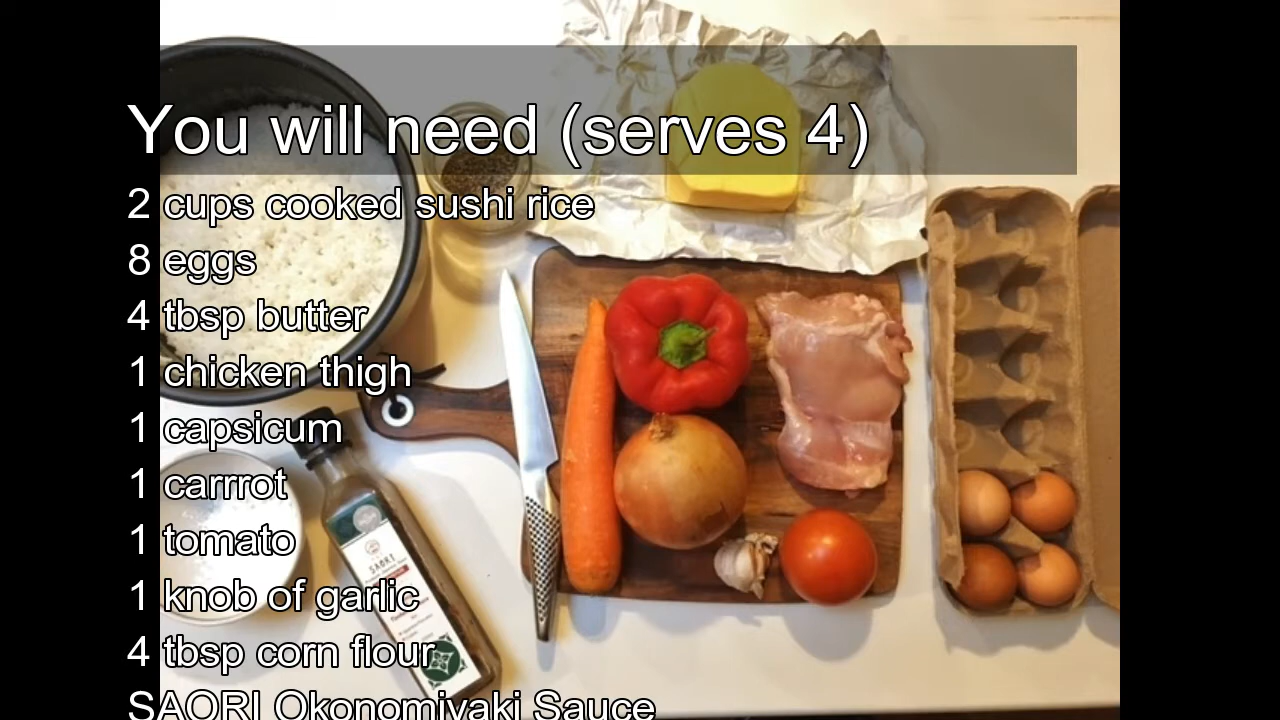 You will need (serves 4)
2 cups cooked sushi rice
8 eggs
4 tbsp butter
1 chicken thigh
1 capsicum
1 carrrot
1 tomato
1 knob of garlic
4 tbsp corn flour
SAORI Okonomiyaki Sauce
SAORI